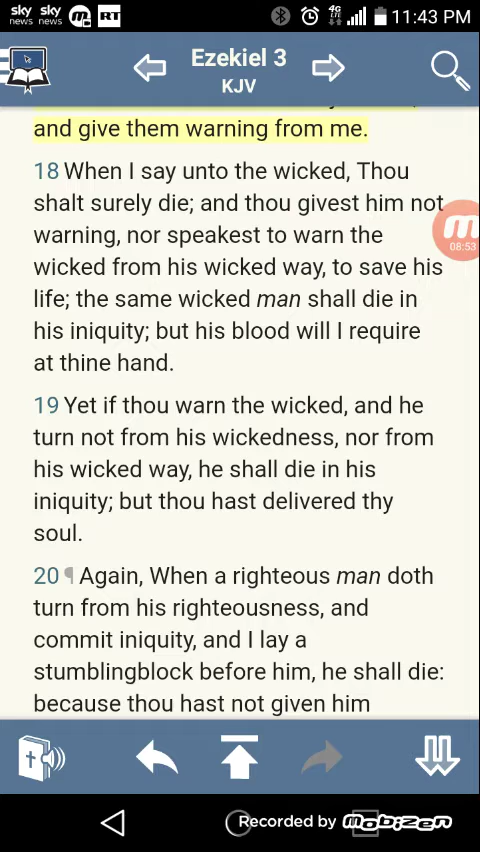 sky sky RT 4G LTE 11:43 PM
news news
Ezekiel 3
KJV
and give them warning from me.
18 When I say unto the wicked, Thou
shalt surely die; and thou givest him not
warning, nor speakest to warn the
wicked from his wicked way, to save his
life; the same wicked man shall die in
his iniquity; but his blood will I require
at thine hand.
08:53
19 Yet if thou warn the wicked, and he
turn not from his wickedness, nor from
his wicked way, he shall die in his
iniquity; but thou hast delivered thy
soul.
20 ¶ Again, When a righteous man doth
turn from his righteousness, and
commit iniquity, and I lay a
stumblingblock before him, he shall die:
because thou hast not given him
Recorded by Mobizen